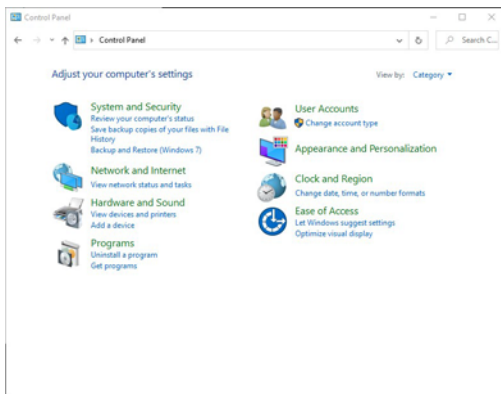 Control Panel
Control Panel
Search C...
Adjust your computer's settings
View by: Category
System and Security
Review your computer's status
Save backup copies of your files with File
History
Backup and Restore (Windows 7)
Network and Internet
View network status and tasks
Hardware and Sound
View devices and printers
Add a device
Programs
Uninstall a program
Get programs
User Accounts
Change account type
Appearance and Personalization
Clock and Region
Change date, time, or number formats
Ease of Access
Let Windows suggest settings
Optimize visual display